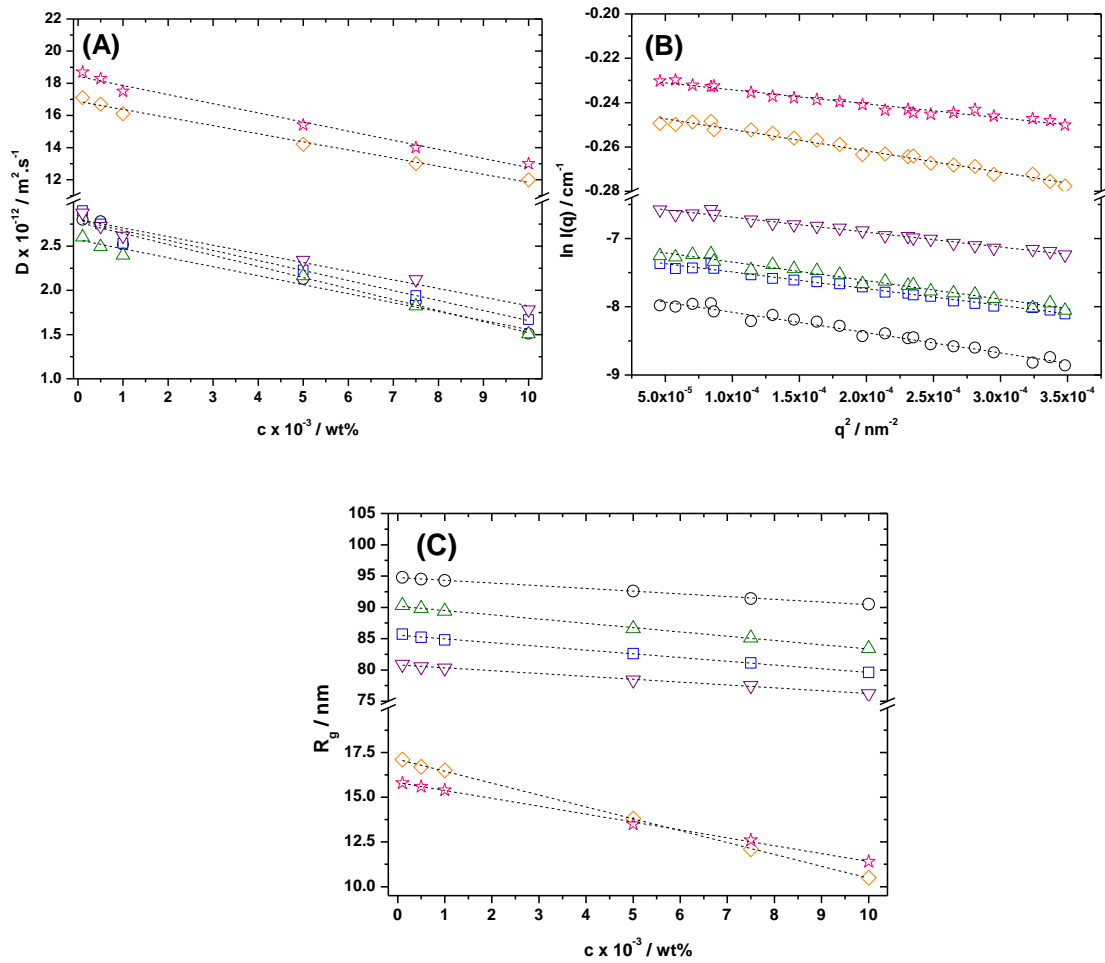 (A)
22
20
18
16
14
12
2.5
2.0
1.5
1.0
D x 10⁻¹² / m².s⁻¹
0 1 2 3 4 5 6 7 8 9 10
c x 10⁻³ / wt%
(B)
-0.20
-0.22
-0.24
-0.26
-0.28
-7
-8
-9
ln I(q) / cm⁻¹
5.0x10⁻⁵ 1.0x10⁻⁴ 1.5x10⁻⁴ 2.0x10⁻⁴ 2.5x10⁻⁴ 3.0x10⁻⁴ 3.5x10⁻⁴
q² / nm⁻²
(C)
105
100
95
90
85
80
75
17.5
15.0
12.5
10.0
R_g / nm
0 1 2 3 4 5 6 7 8 9 10
c x 10⁻³ / wt%